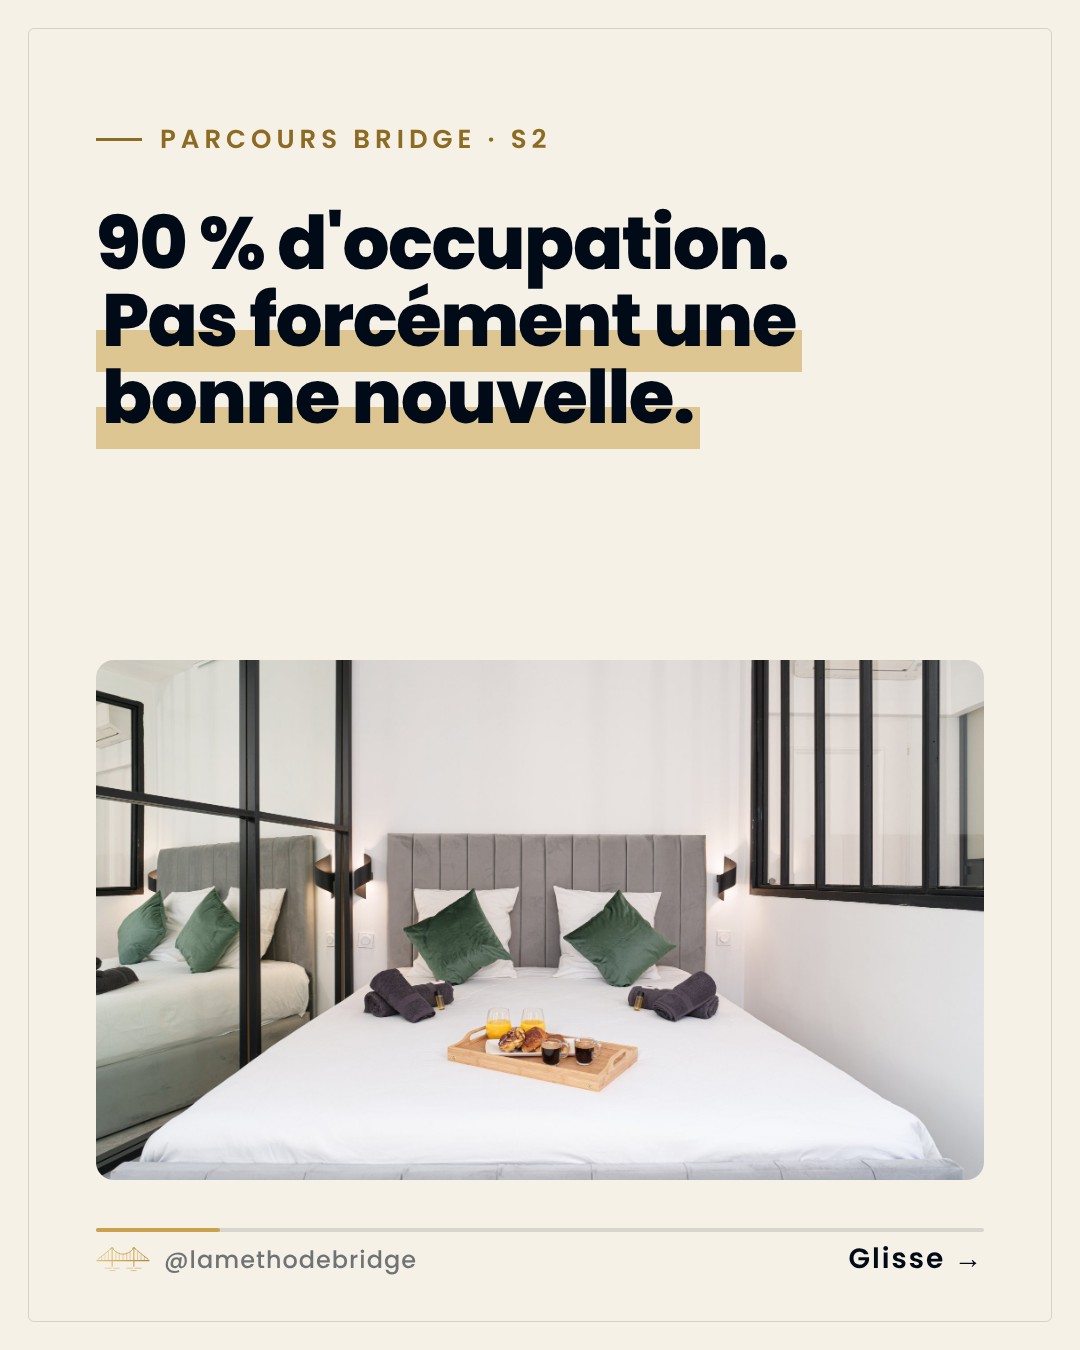 PARCOURS BRIDGE · S2
90 % d'occupation.
Pas forcément une
bonne nouvelle.
@lamethodebridge
Glisse →